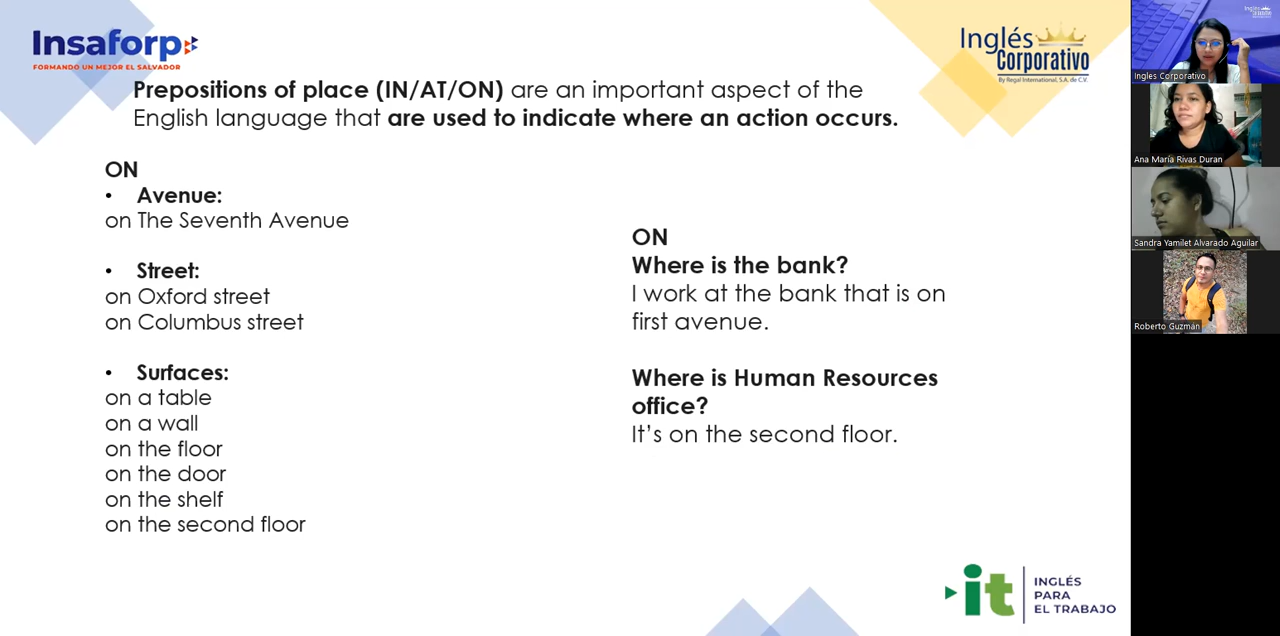 Insaforp
FORMANDO UN MEJOR EL SALVADOR
Inglés
Corporativo
By Regal International, S.A. de C.V.
Prepositions of place (IN/AT/ON) are an important aspect of the
English language that are used to indicate where an action occurs.
ON
• Avenue:
on The Seventh Avenue
• Street:
on Oxford street
on Columbus street
• Surfaces:
on a table
on a wall
on the floor
on the door
on the shelf
on the second floor
ON
Where is the bank?
I work at the bank that is on
first avenue.
Where is Human Resources
office?
It’s on the second floor.
it
INGLÉS
PARA
EL TRABAJO
Ingles Corporativo
Ana María Rivas Duran
Sandra Yamilet Alvarado Aguilar
Roberto Guzmán